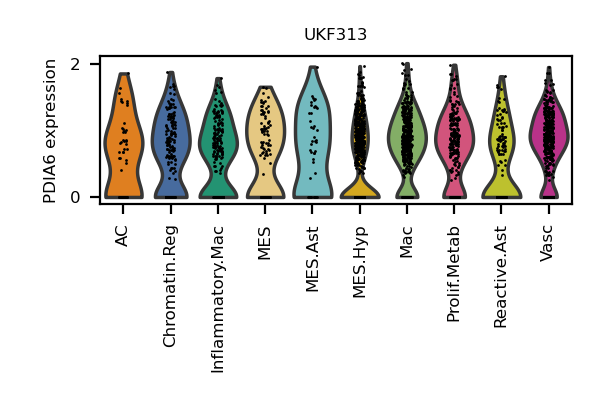 UKF313
PDIA6 expression
2
0
AC
Chromatin.Reg
Inflammatory.Mac
MES
MES.Ast
MES.Hyp
Mac
Prolif.Metab
Reactive.Ast
Vasc